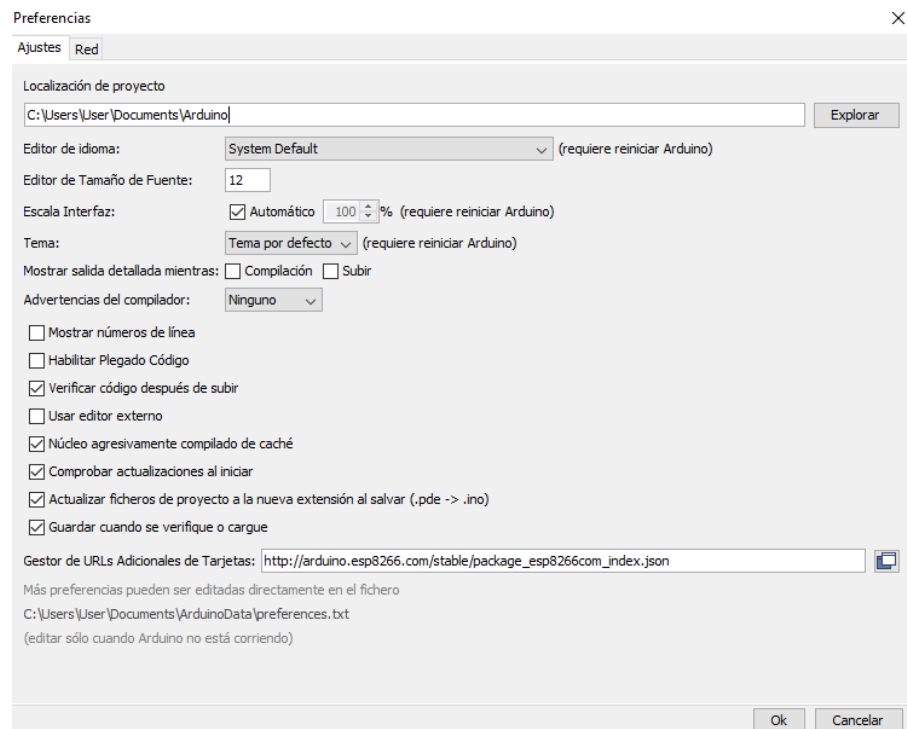 Preferencias
Ajustes Red
Localización de proyecto
C:\Users\User\Documents\Arduino Explorar
Editor de idioma: System Default (requiere reiniciar Arduino)
Editor de Tamaño de Fuente: 12
Escala Interfaz: Automático 100 % (requiere reiniciar Arduino)
Tema: Tema por defecto (requiere reiniciar Arduino)
Mostrar salida detallada mientras: Compilación Subir
Advertencias del compilador: Ninguno
Mostrar números de línea
Habilitar Plegado Código
Verificar código después de subir
Usar editor externo
Núcleo agresivamente compilado de caché
Comprobar actualizaciones al iniciar
Actualizar ficheros de proyecto a la nueva extensión al salvar (.pde -> .ino)
Guardar cuando se verifique o cargue
Gestor de URLs Adicionales de Tarjetas: http://arduino.esp8266.com/stable/package_esp8266com_index.json
Más preferencias pueden ser editadas directamente en el fichero
C:\Users\User\Documents\ArduinoData\preferences.txt
(editar sólo cuando Arduino no está corriendo)
Ok Cancelar